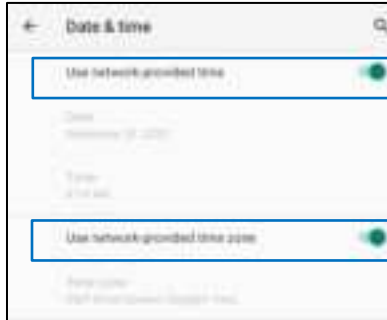 Date & time
Use network-provided time
Date
Time
Use network-provided time zone
Time zone